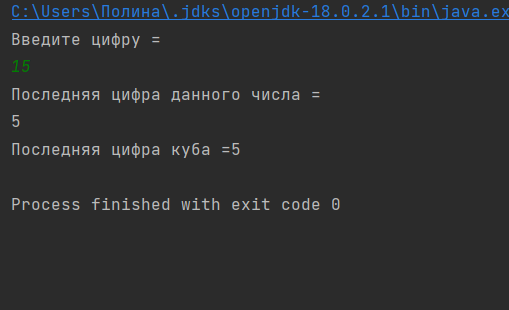 C:\Users\Полина\.jdks\openjdk-18.0.2.1\bin\java.ex
Введите цифру =
15
Последняя цифра данного числа =
5
Последняя цифра куба =5
Process finished with exit code 0